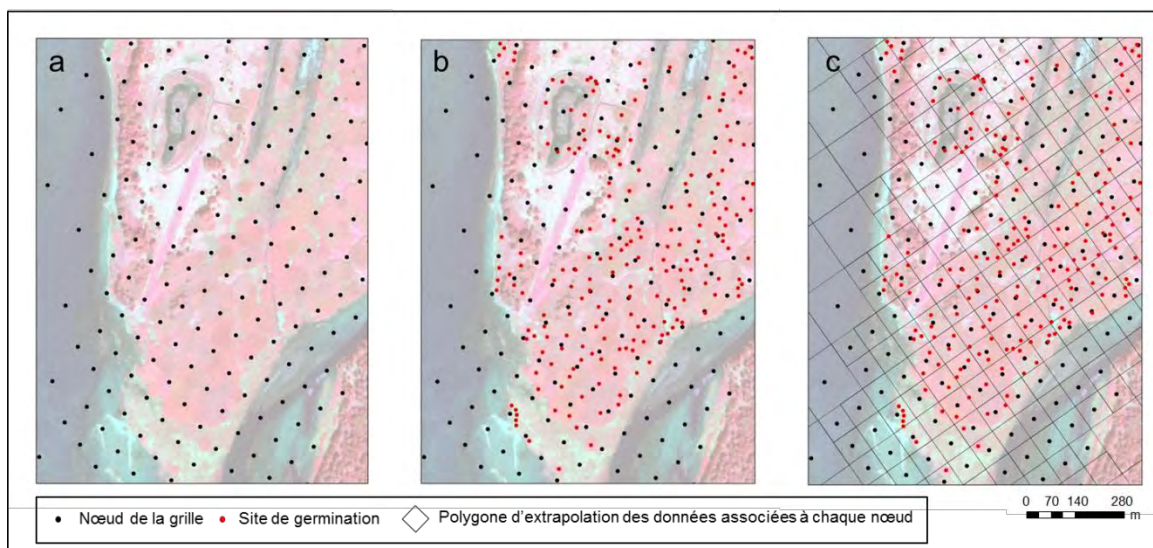 a b c
Nœud de la grille Site de germination Polygone d'extrapolation des données associées à chaque nœud
0 70 140 280
m